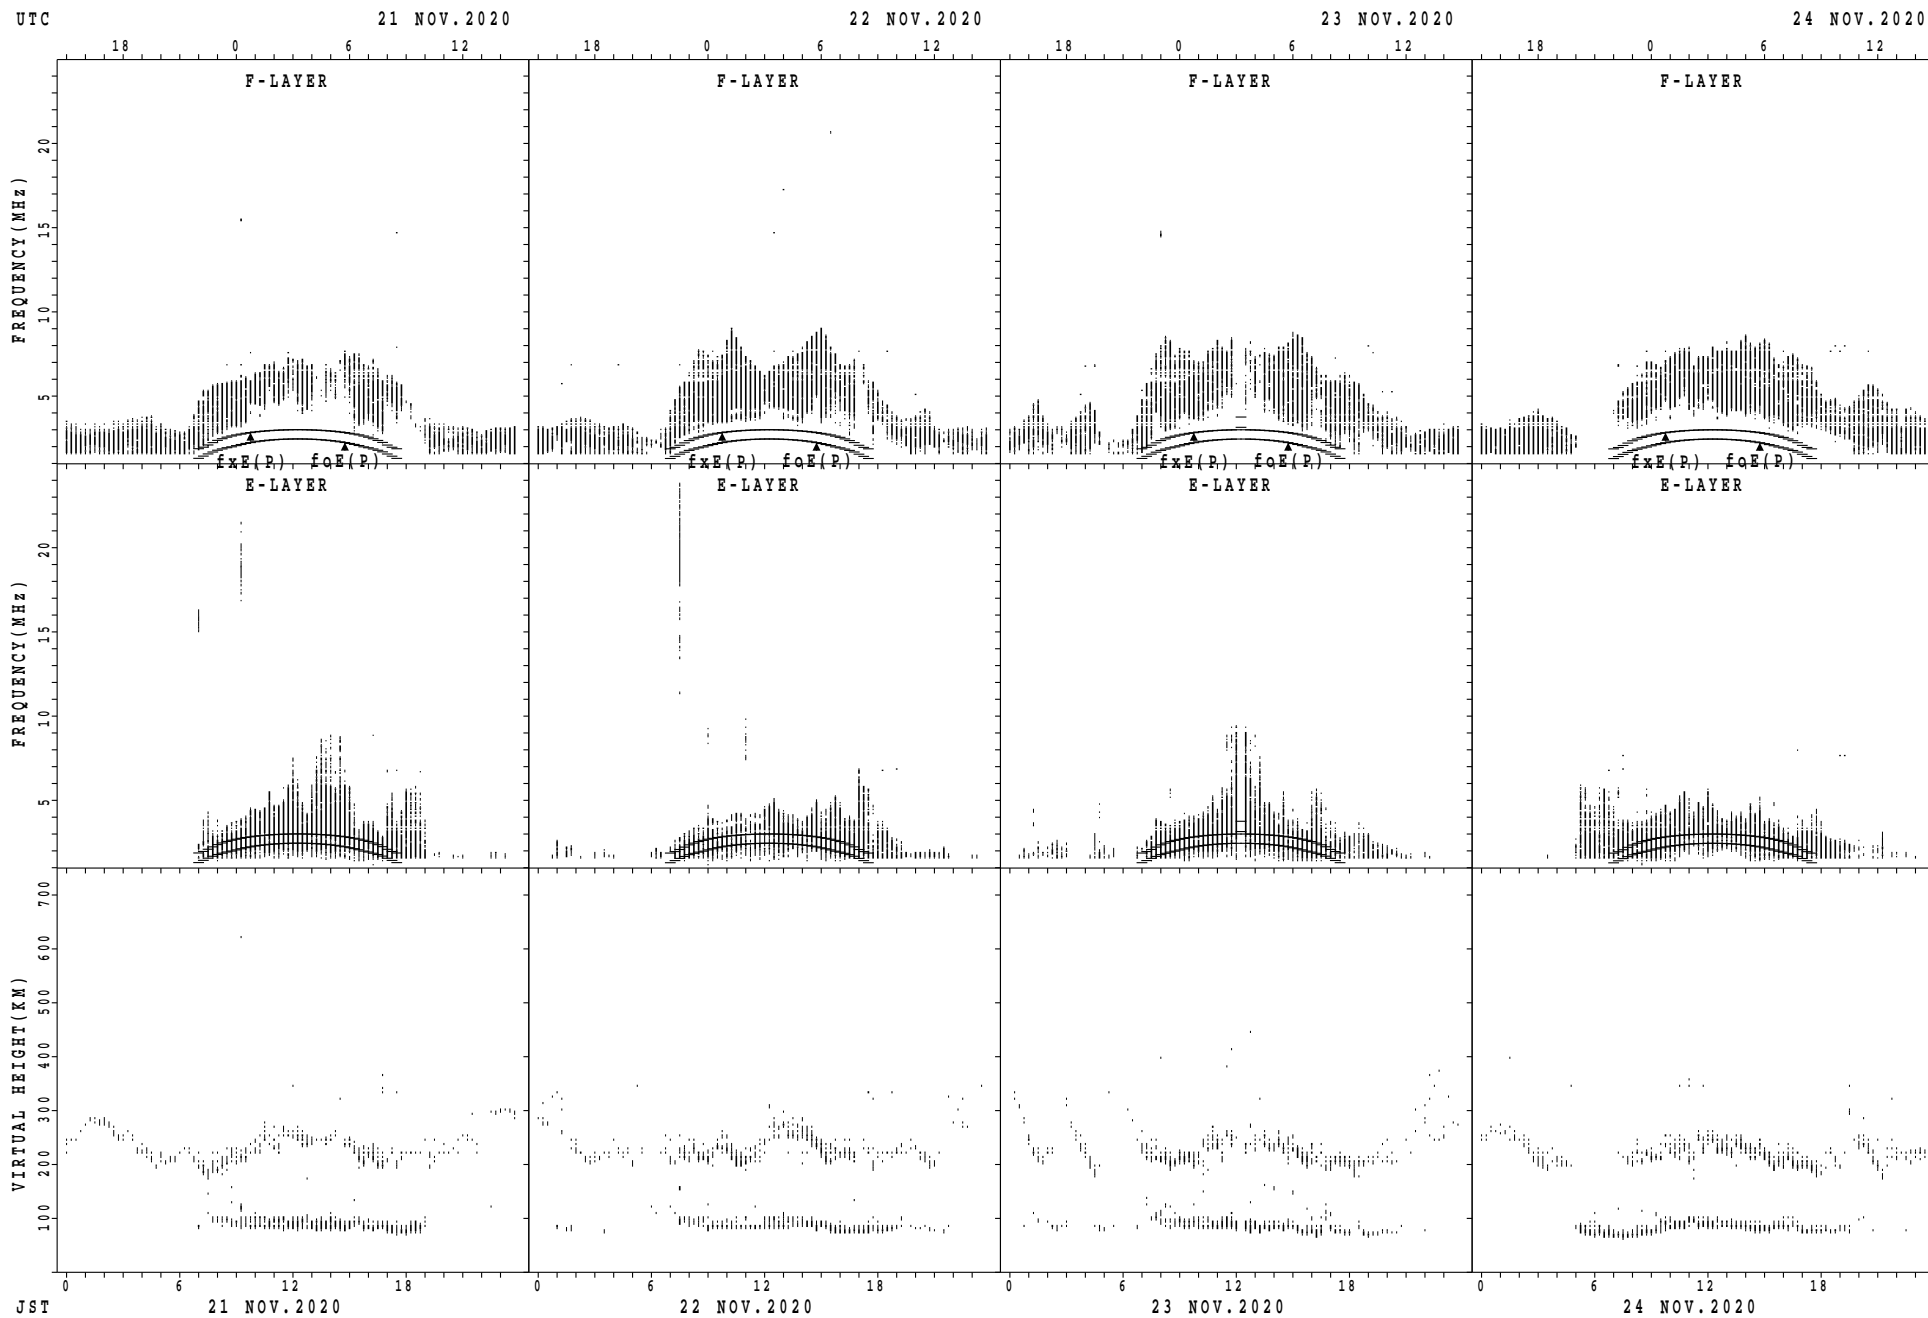 UTC 21 NOV.2020 22 NOV.2020 23 NOV.2020 24 NOV.2020
18 0 6 12 18 0 6 12 18 0 6 12 18 0 6 12
F-LAYER F-LAYER F-LAYER F-LAYER
FREQUENCY(MHz)
20
15
10
5
fxE(P) foE(P) fxE(P) foE(P) fxE(P) foE(P) fxE(P) foE(P)
E-LAYER E-LAYER E-LAYER E-LAYER
FREQUENCY(MHz)
20
15
10
5
VIRTUAL HEIGHT(KM)
700
600
500
400
300
200
100
0 6 12 18 0 6 12 18 0 6 12 18 0 6 12 18
JST 21 NOV.2020 22 NOV.2020 23 NOV.2020 24 NOV.2020